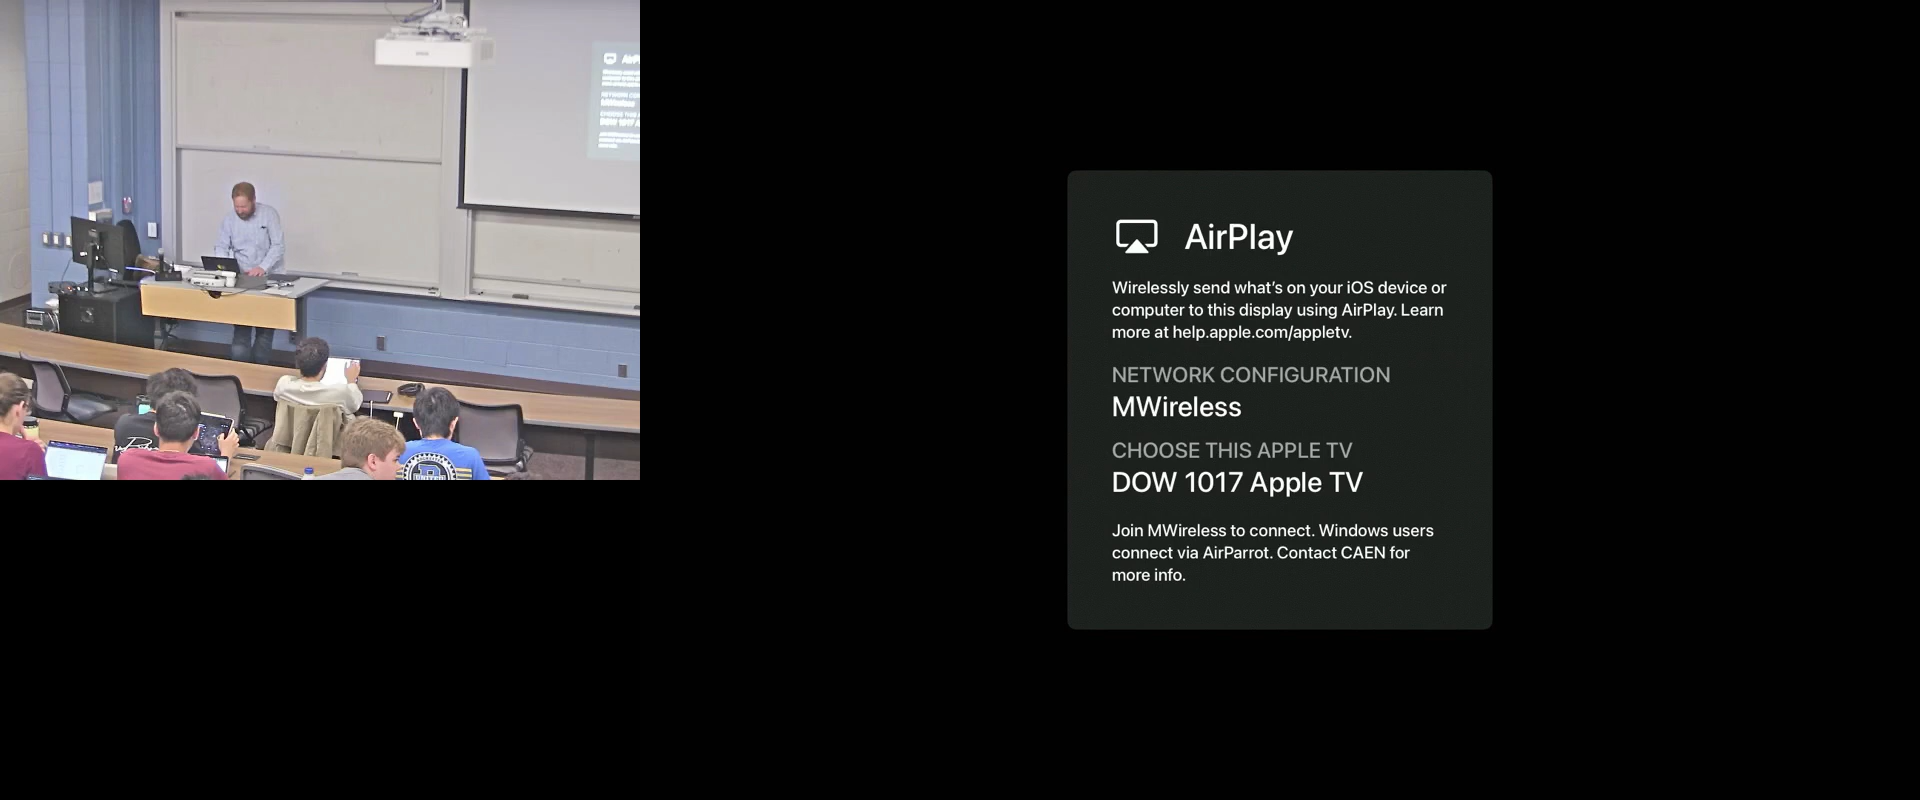 AirPlay
Wirelessly send what’s on your iOS device or
computer to this display using AirPlay. Learn
more at help.apple.com/appletv.
NETWORK CONFIGURATION
MWireless
CHOOSE THIS APPLE TV
DOW 1017 Apple TV
Join MWireless to connect. Windows users
connect via AirParrot. Contact CAEN for
more info.
UNITED